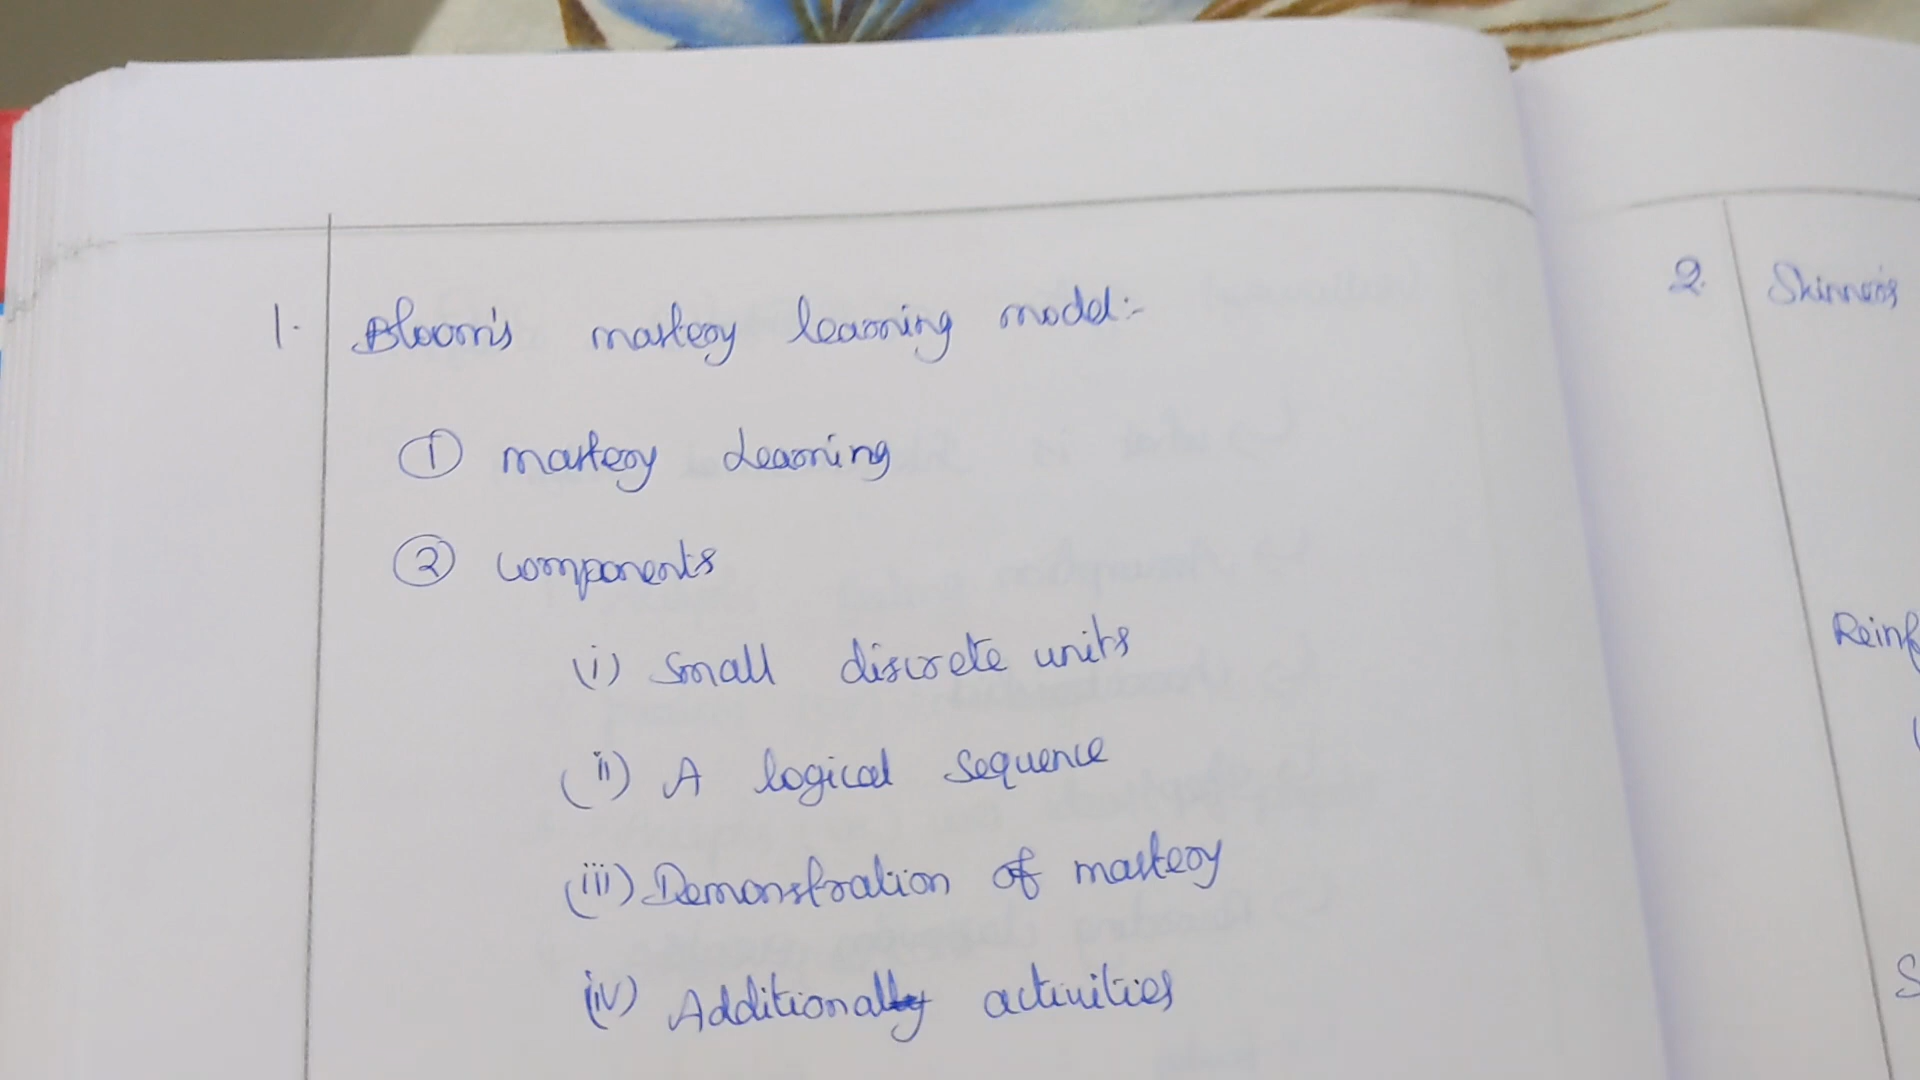 1. Bloom's mastery learning model:-
① mastery Learning
② components
(i) Small discrete units
(ii) A logical sequence
(iii) Demonstration of mastery
(iv) Additionally activities
2. Skinner's